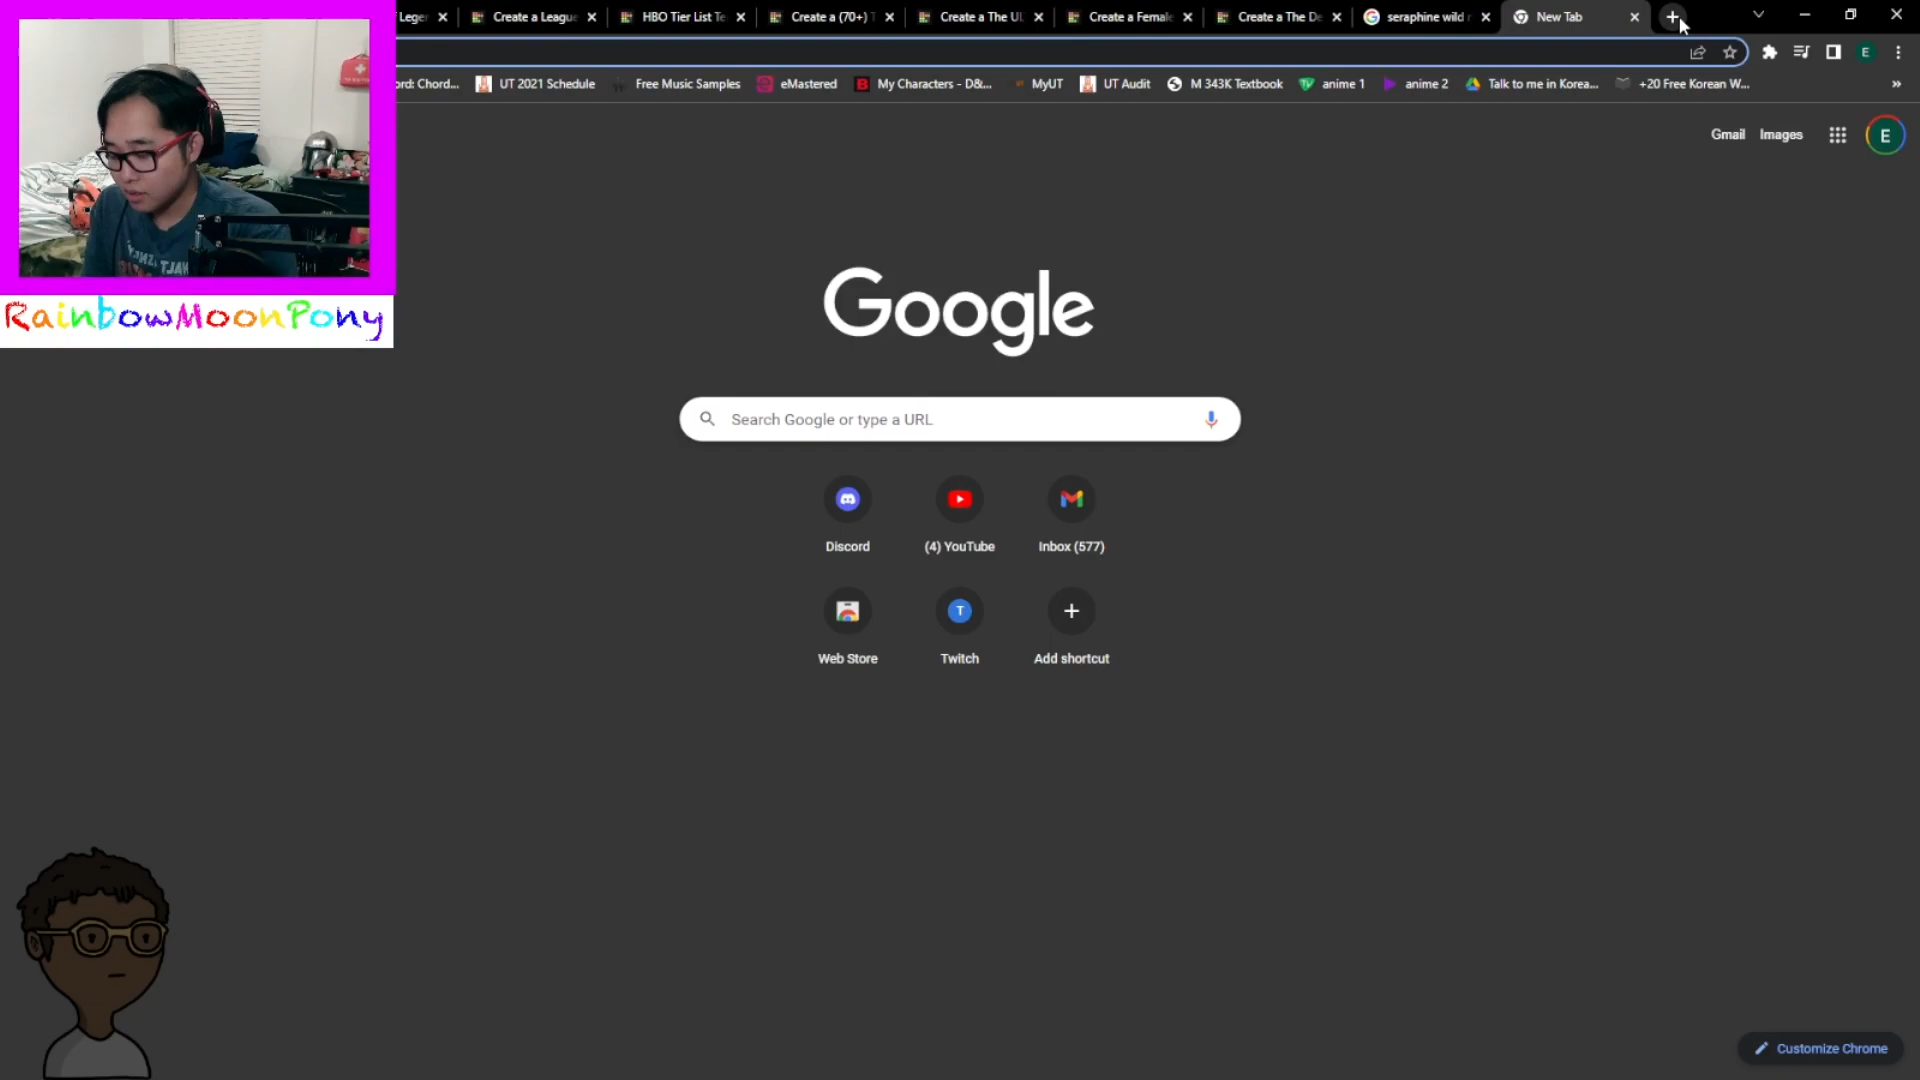 Leger
Create a League
HBO Tier List Te
Create a (70+) T
Create a The Ul
Create a Female
Create a The De
seraphine wild r
New Tab
E
ord: Chord...
UT 2021 Schedule
Free Music Samples
eMastered
My Characters - D&...
MyUT
UT Audit
M 343K Textbook
anime 1
anime 2
Talk to me in Korea...
+20 Free Korean W...
»
Gmail
Images
E
RainbowMoonPony
Google
Search Google or type a URL
Discord
(4) YouTube
Inbox (577)
T
Web Store
Twitch
Add shortcut
Customize Chrome